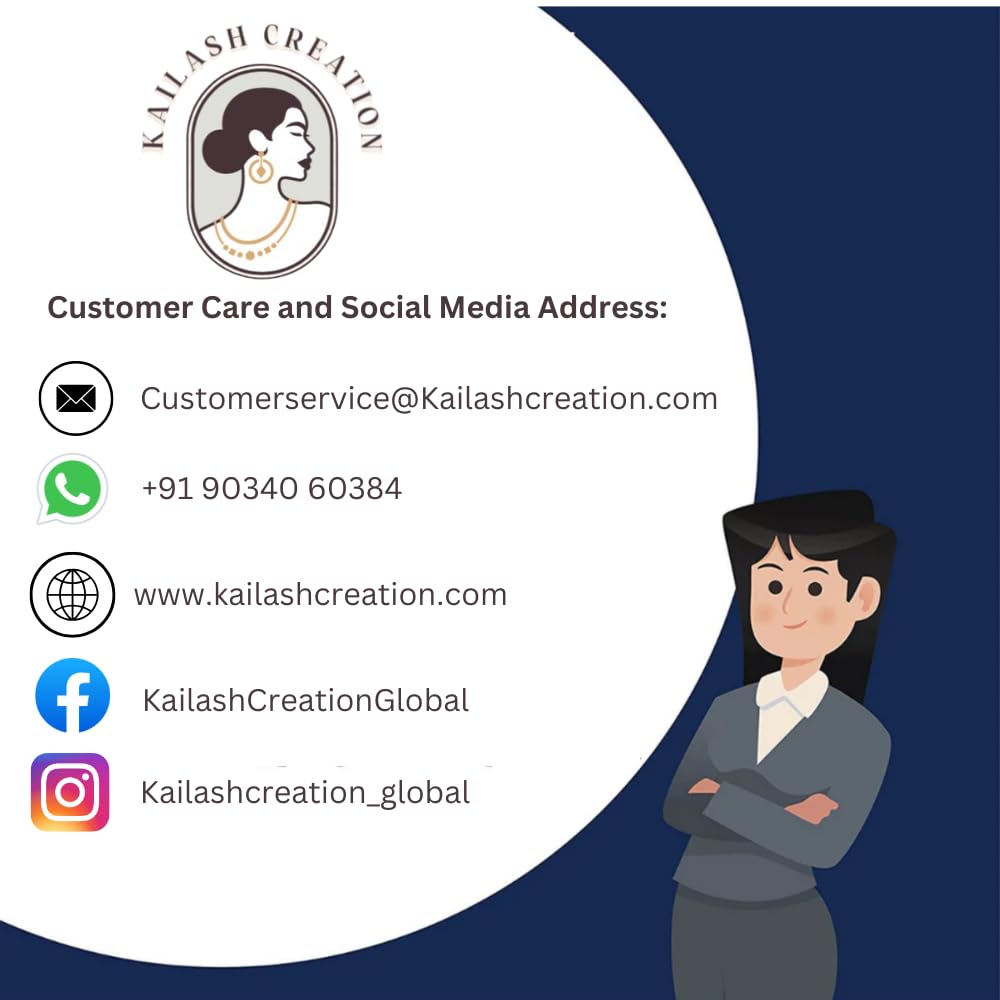 KAILASH CREATION
Customer Care and Social Media Address:
Customerservice@Kailashcreation.com
+91 90340 60384
www.kailashcreation.com
KailashCreationGlobal
Kailashcreation_global